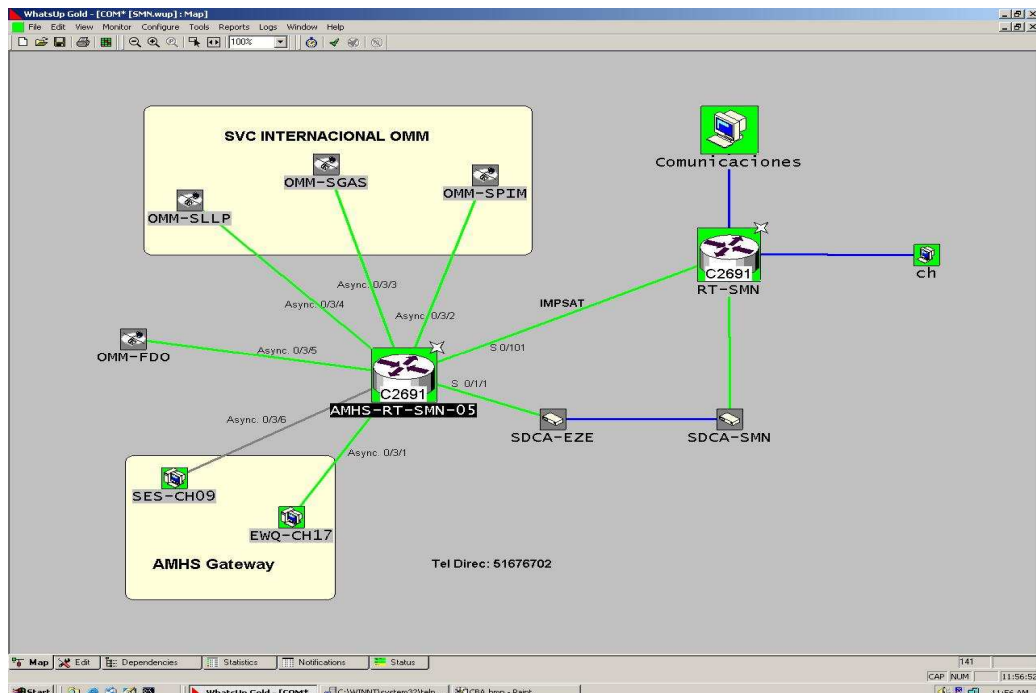 WhatsUp Gold - [COM* [SMN.wup] : Map]
File Edit View Monitor Configure Tools Reports Logs Window Help
100%
SVC INTERNACIONAL OMM
OMM-SGAS
OMM-SPIM
OMM-SLLP
Comunicaciones
C2691
RT-SMN
ch
Async. 0/3/3
Async. 0/3/4
Async. 0/3/2
IMPSAT
OMM-FDO
Async. 0/3/5
S 0/101
S 0/1/1
C2691
AMHS-RT-SMN-05
Async. 0/3/6
SDCA-EZE
SDCA-SMN
Async. 0/3/1
SES-CH09
EWQ-CH17
AMHS Gateway
Tel Direc: 51676702
Map Edit Dependencies Statistics Notifications Status
141
CAP NUM 11:56:5
Start WhatsUp Gold - [COM* C:\WINNT\system32\teln CBA.bmp - Paint 11:56 AM